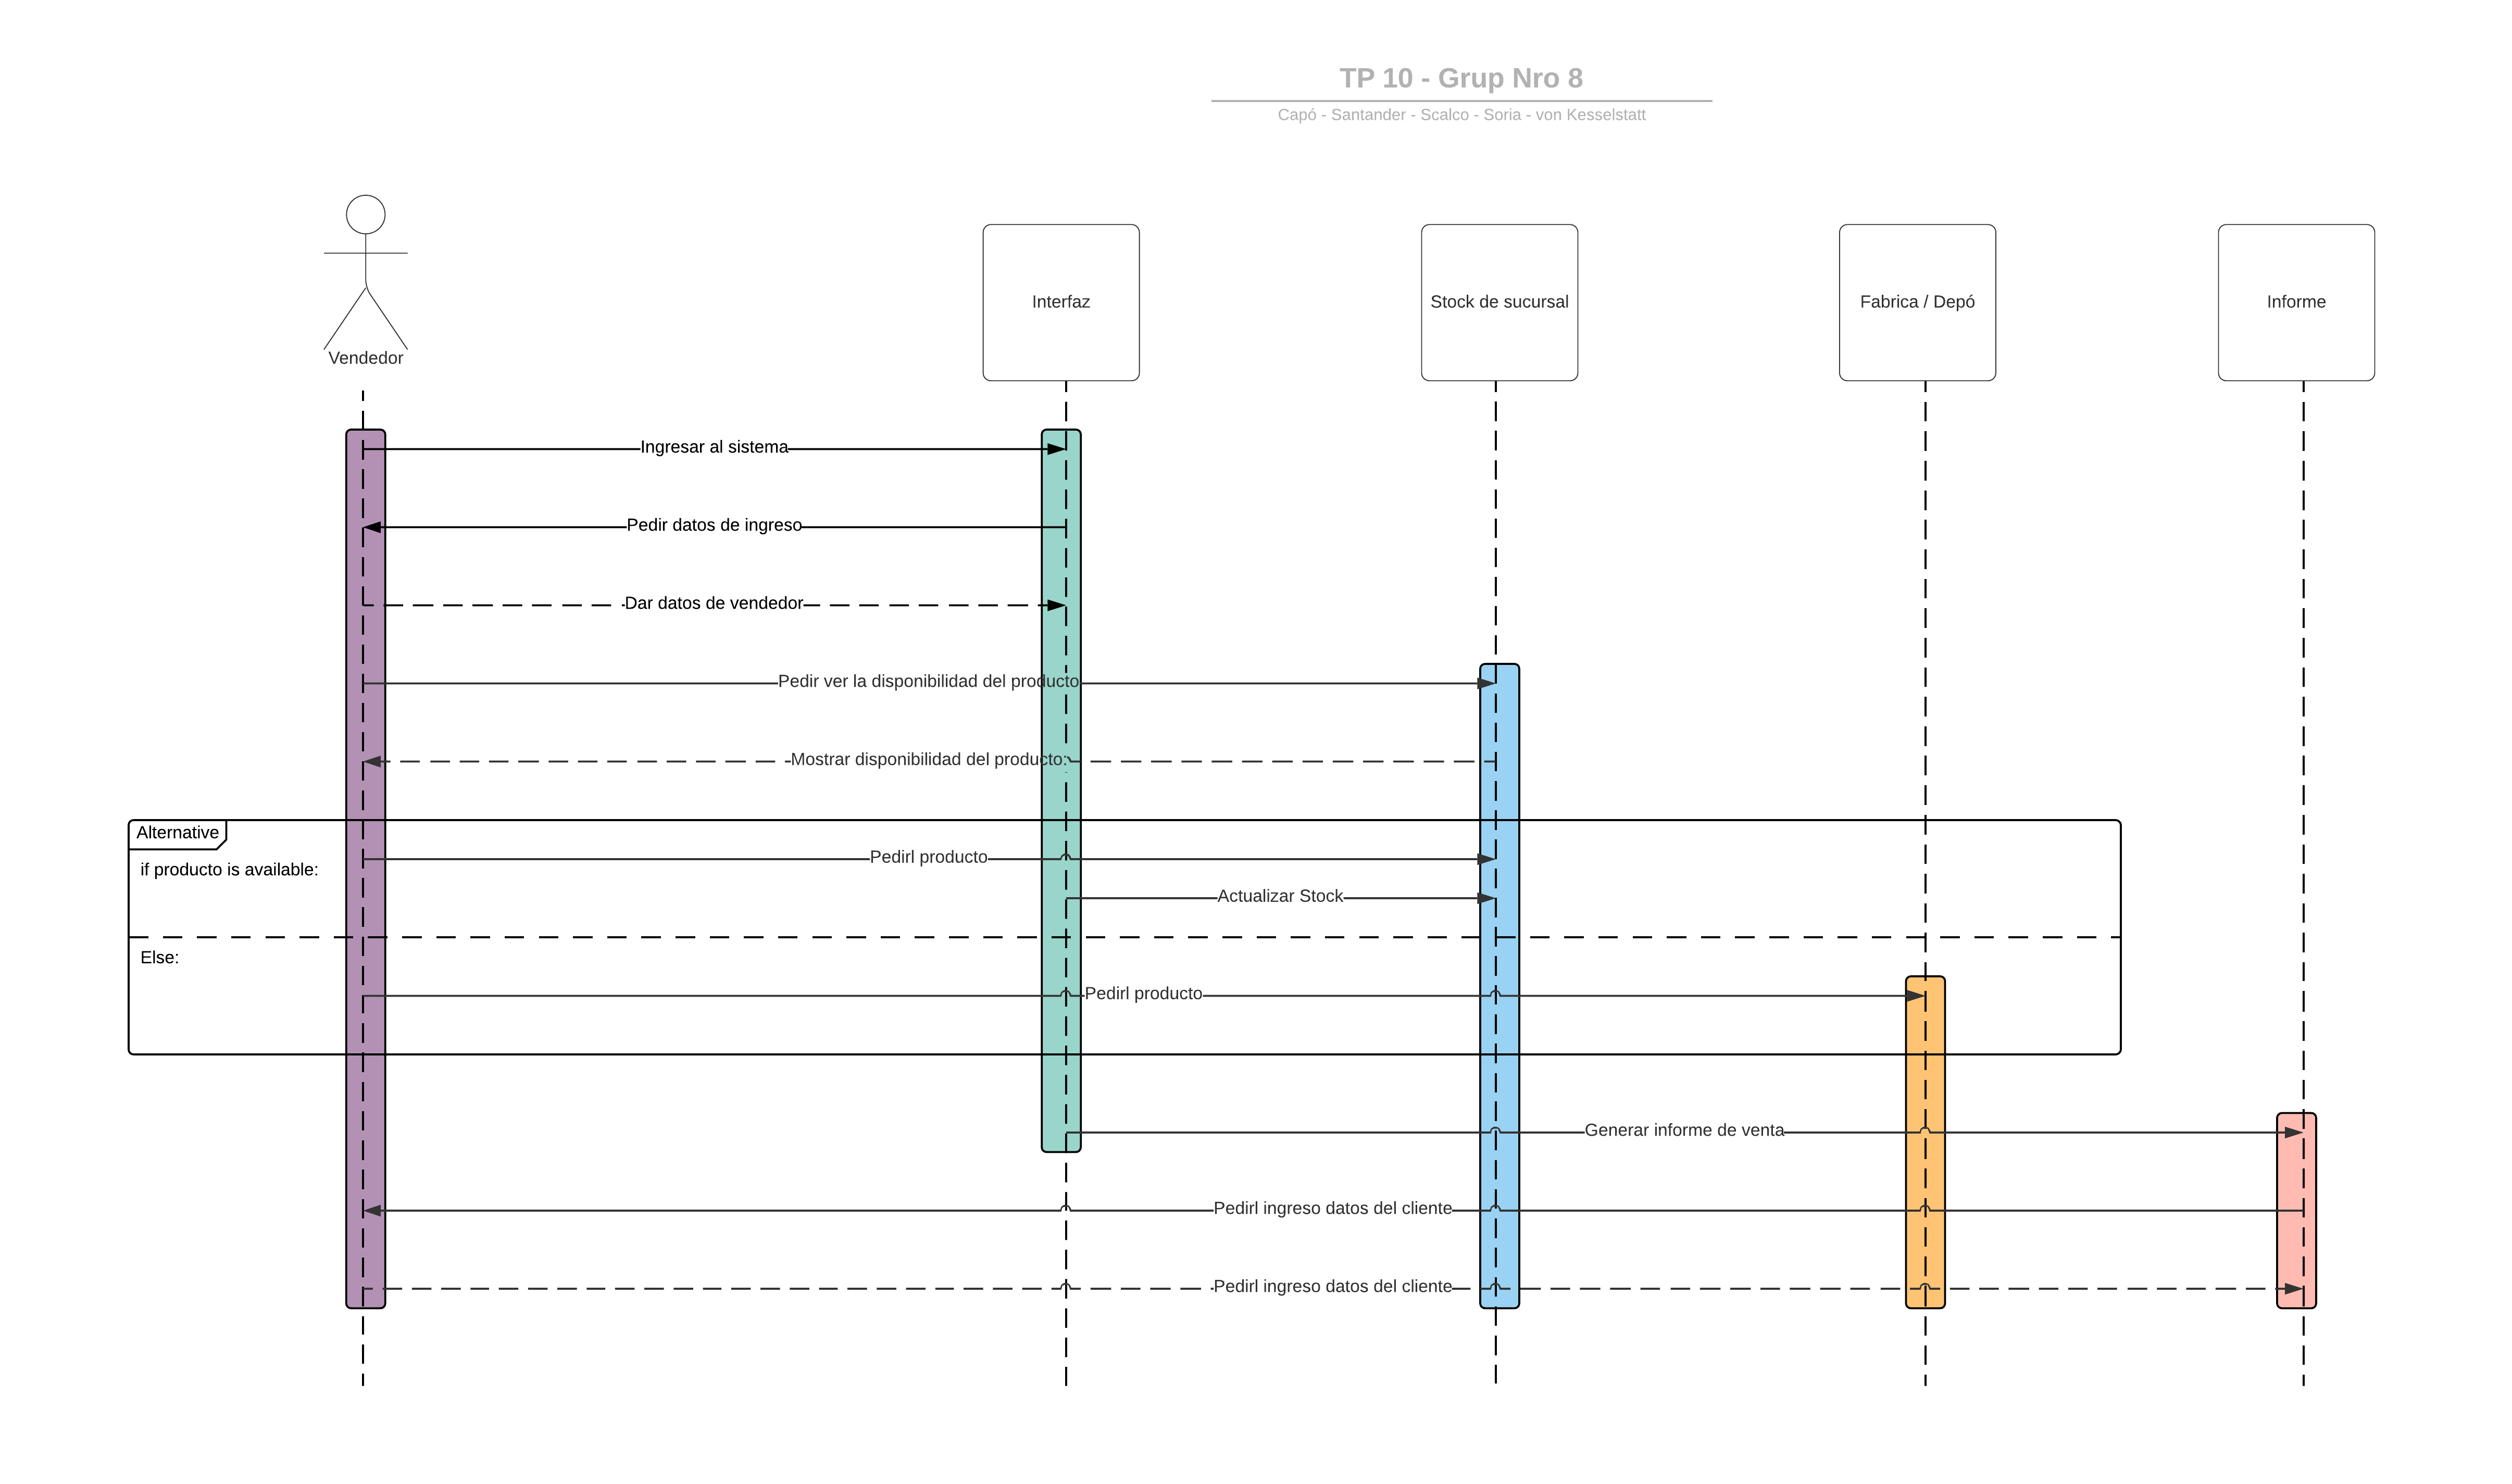 TP 10 - Grup Nro 8
Capó - Santander - Scalco - Soria - von Kesselstatt
Vendedor
Interfaz
Stock de sucursal
Fabrica / Depó
Informe
Ingresar al sistema
Pedir datos de ingreso
Dar datos de vendedor
Pedir ver la disponibilidad del producto
Mostrar disponibilidad del producto:
Alternative
if producto is available:
Pedirl producto
Actualizar Stock
Else:
Pedirl producto
Generar informe de venta
Pedirl ingreso datos del cliente
Pedirl ingreso datos del cliente